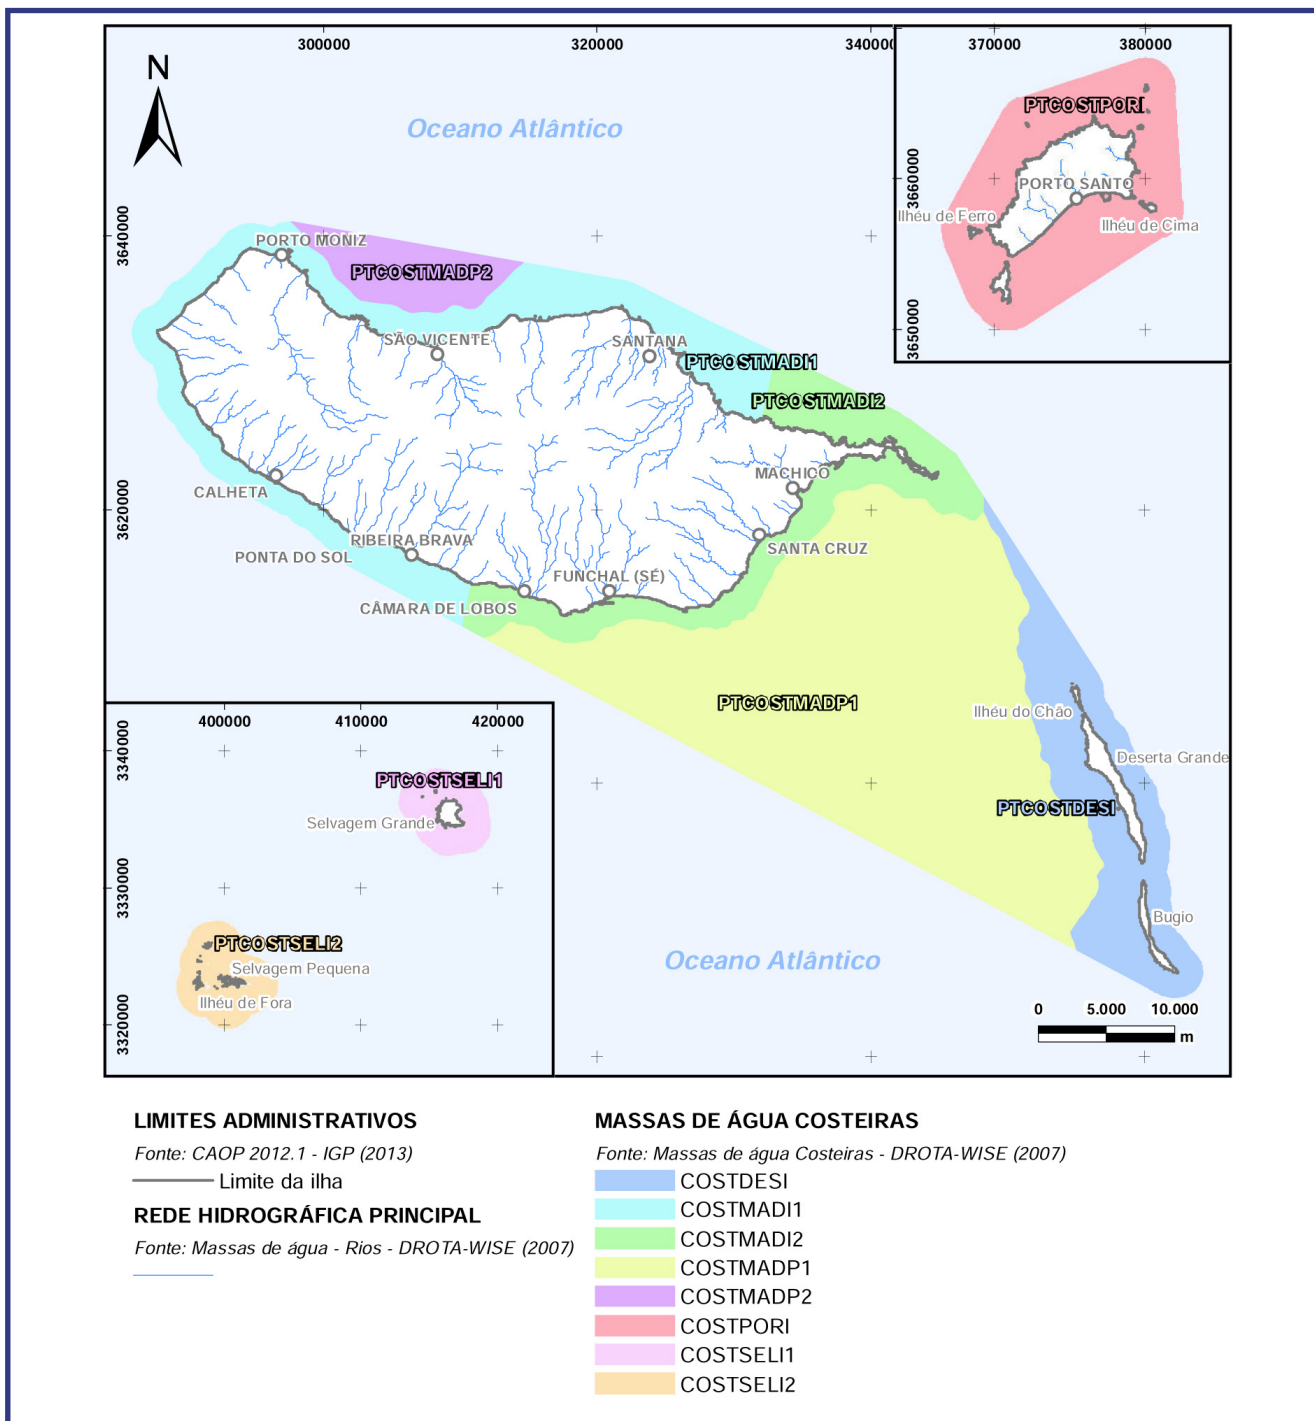 300000
320000
340000
370000
380000
N
Oceano Atlântico
PTCOSTPORI
3660000
PORTO SANTO
Ilhéu de Ferro
Ilhéu de Cima
3650000
3640000
PORTO MONIZ
PTCOSTMADP2
SÃO VICENTE
SANTANA
PTCOSTMADI1
PTCOSTMADI2
MACHICO
CALHETA
3620000
RIBEIRA BRAVA
PONTA DO SOL
SANTA CRUZ
FUNCHAL (SÉ)
CÂMARA DE LOBOS
PTCOSTMADP1
Ilhéu do Chão
Deserta Grande
PTCOSTDESI
Bugio
400000
410000
420000
3340000
PTCOSTSELI1
Selvagem Grande
3330000
PTCOSTSELI2
Selvagem Pequena
Ilhéu de Fora
3320000
Oceano Atlântico
0 5.000 10.000
m
LIMITES ADMINISTRATIVOS
Fonte: CAOP 2012.1 - IGP (2013)
Limite da ilha
REDE HIDROGRÁFICA PRINCIPAL
Fonte: Massas de água - Rios - DROTA-WISE (2007)
MASSAS DE ÁGUA COSTEIRAS
Fonte: Massas de água Costeiras - DROTA-WISE (2007)
COSTDESI
COSTMADI1
COSTMADI2
COSTMADP1
COSTMADP2
COSTPORI
COSTSELI1
COSTSELI2